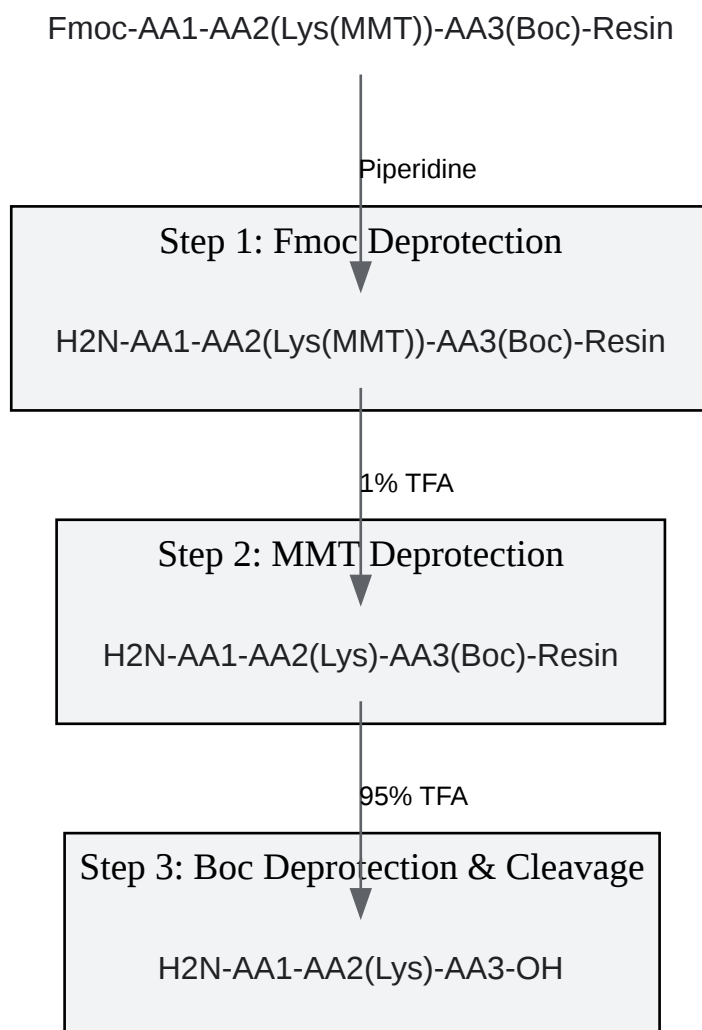 Fmoc-AA1-AA2(Lys(MMT))-AA3(Boc)-Resin
Piperidine
Step 1: Fmoc Deprotection
H2N-AA1-AA2(Lys(MMT))-AA3(Boc)-Resin
1% TFA
Step 2: MMT Deprotection
H2N-AA1-AA2(Lys)-AA3(Boc)-Resin
95% TFA
Step 3: Boc Deprotection & Cleavage
H2N-AA1-AA2(Lys)-AA3-OH